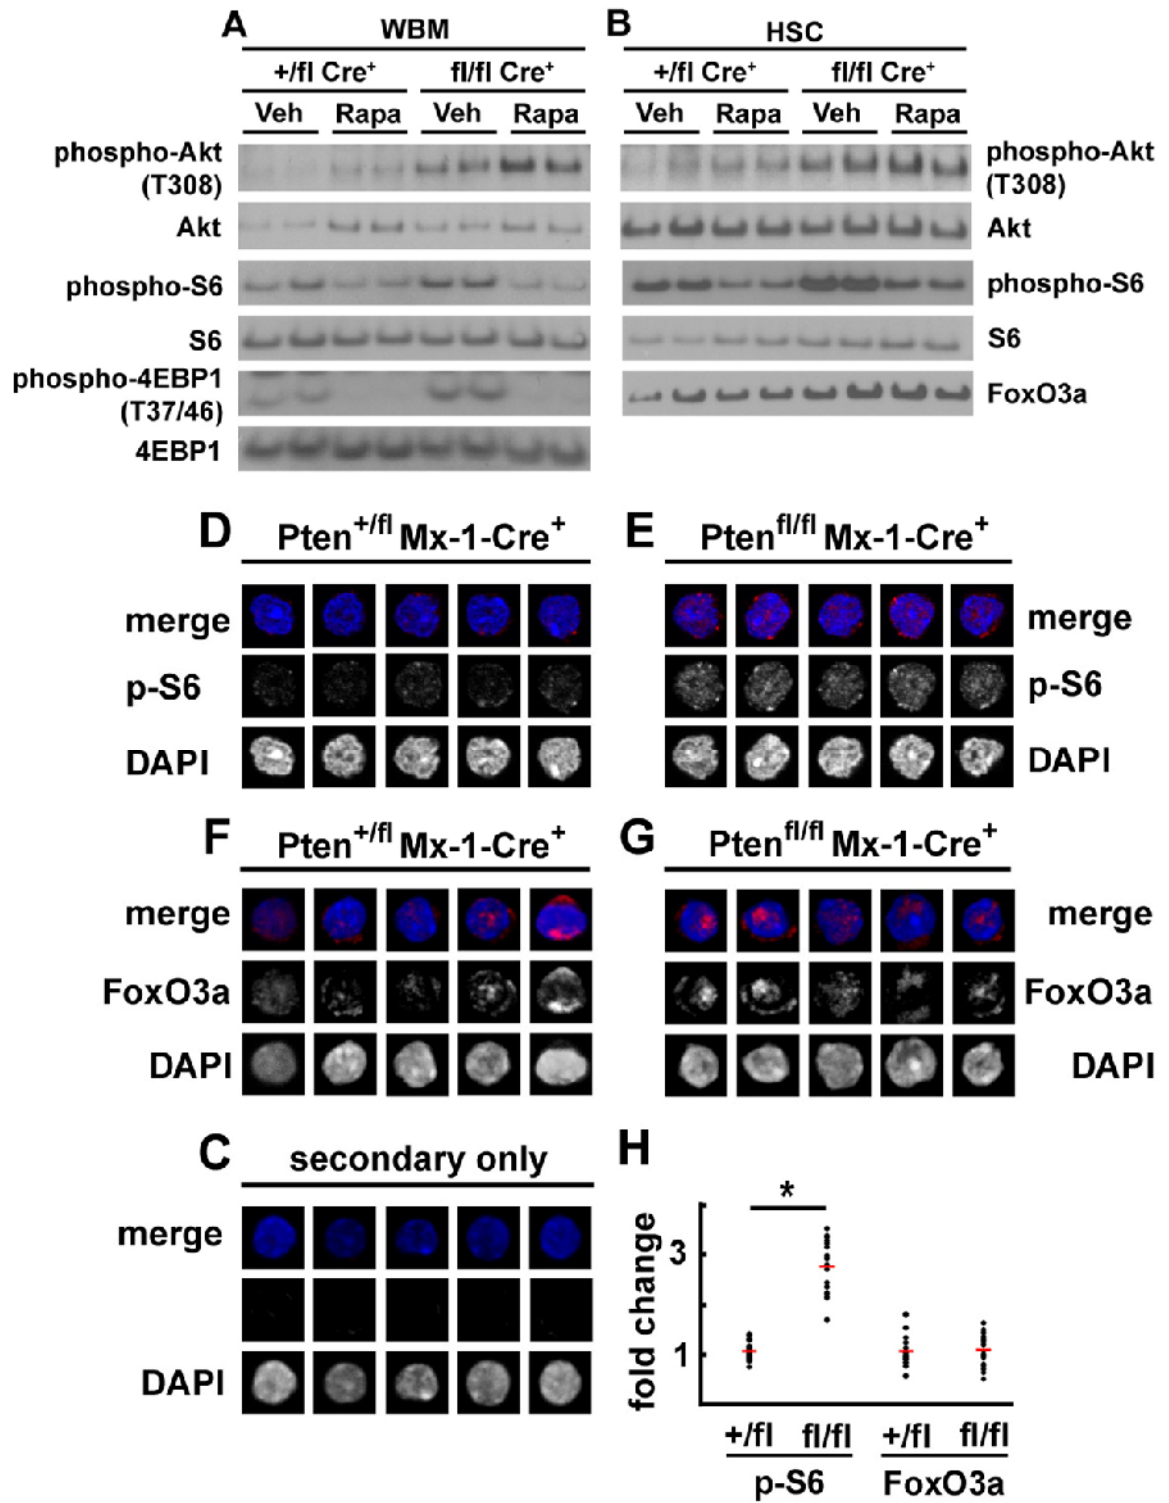 A WBM
+/fl Cre+ fl/fl Cre+
Veh Rapa Veh Rapa
phospho-Akt
(T308)
Akt
phospho-S6
S6
phospho-4EBP1
(T37/46)
4EBP1
B HSC
+/fl Cre+ fl/fl Cre+
Veh Rapa Veh Rapa
phospho-Akt
(T308)
Akt
phospho-S6
S6
FoxO3a
D Pten+/fl Mx-1-Cre+
merge
p-S6
DAPI
E Ptenfl/fl Mx-1-Cre+
merge
p-S6
DAPI
F Pten+/fl Mx-1-Cre+
merge
FoxO3a
DAPI
G Ptenfl/fl Mx-1-Cre+
merge
FoxO3a
DAPI
C secondary only
merge
DAPI
H
*
fold change
3
1
+/fl fl/fl +/fl fl/fl
p-S6 FoxO3a